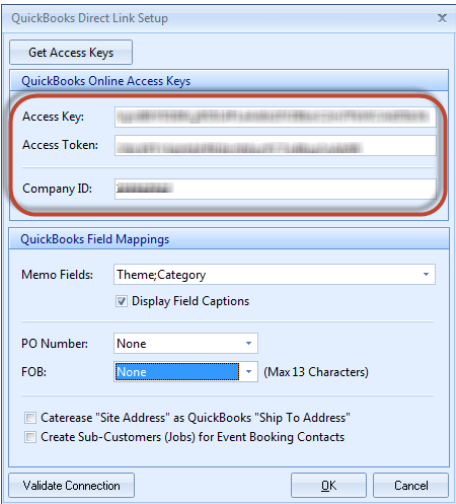 QuickBooks Direct Link Setup x
Get Access Keys
QuickBooks Online Access Keys
Access Key:
Access Token:
Company ID:
QuickBooks Field Mappings
Memo Fields: Theme;Category
Display Field Captions
PO Number: None
FOB: None (Max 13 Characters)
Caterease "Site Address" as QuickBooks "Ship To Address"
Create Sub-Customers (Jobs) for Event Booking Contacts
Validate Connection OK Cancel